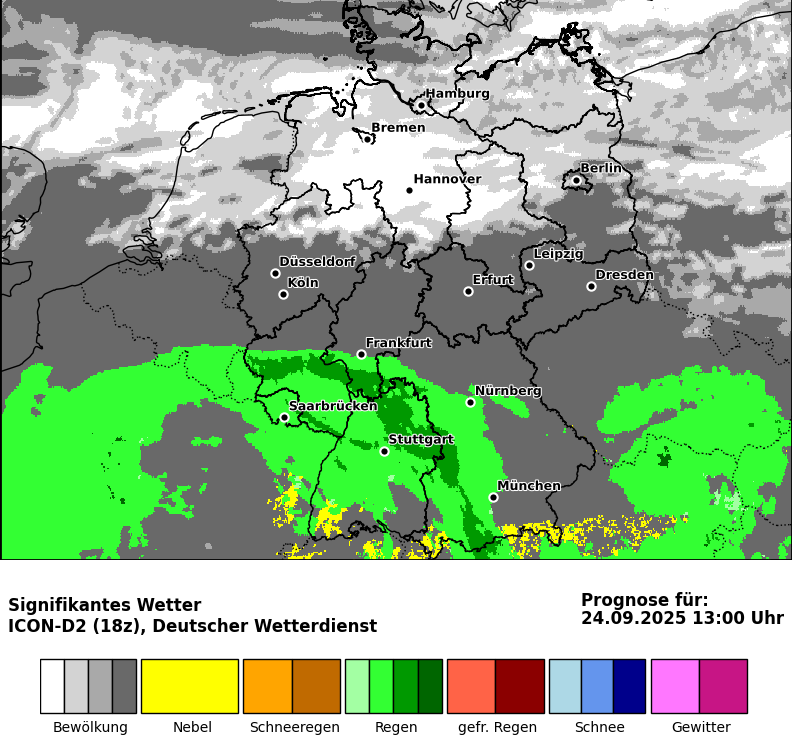 Hamburg
Bremen
Berlin
Hannover
Leipzig
Düsseldorf
Dresden
Köln
Erfurt
Frankfurt
Nürnberg
Saarbrücken
Stuttgart
München
Signifikantes Wetter
ICON-D2 (18z), Deutscher Wetterdienst
Prognose für:
24.09.2025 13:00 Uhr
Bewölkung Nebel Schneeregen Regen gefr. Regen Schnee Gewitter